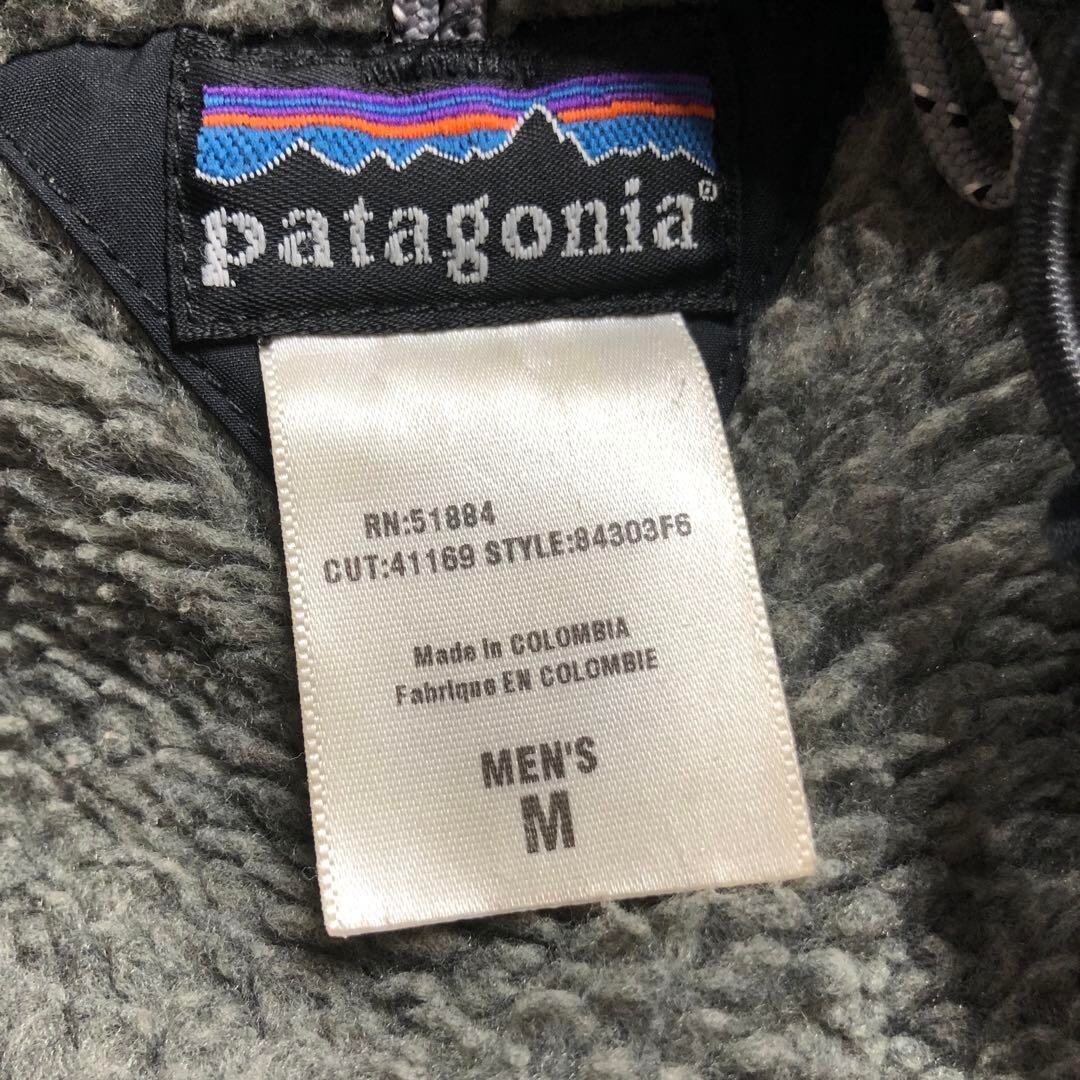 patagonia®
RN:51884
CUT:41169 STYLE:84303F6
Made in COLOMBIA
Fabrique EN COLOMBIE
MEN'S
M